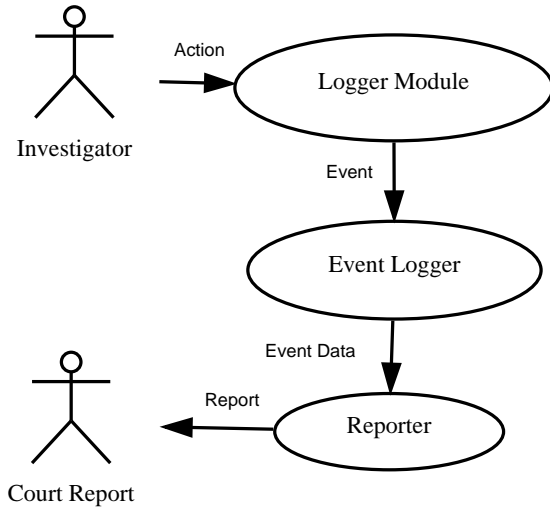 Action
Logger Module
Investigator
Event
Event Logger
Event Data
Report
Reporter
Court Report